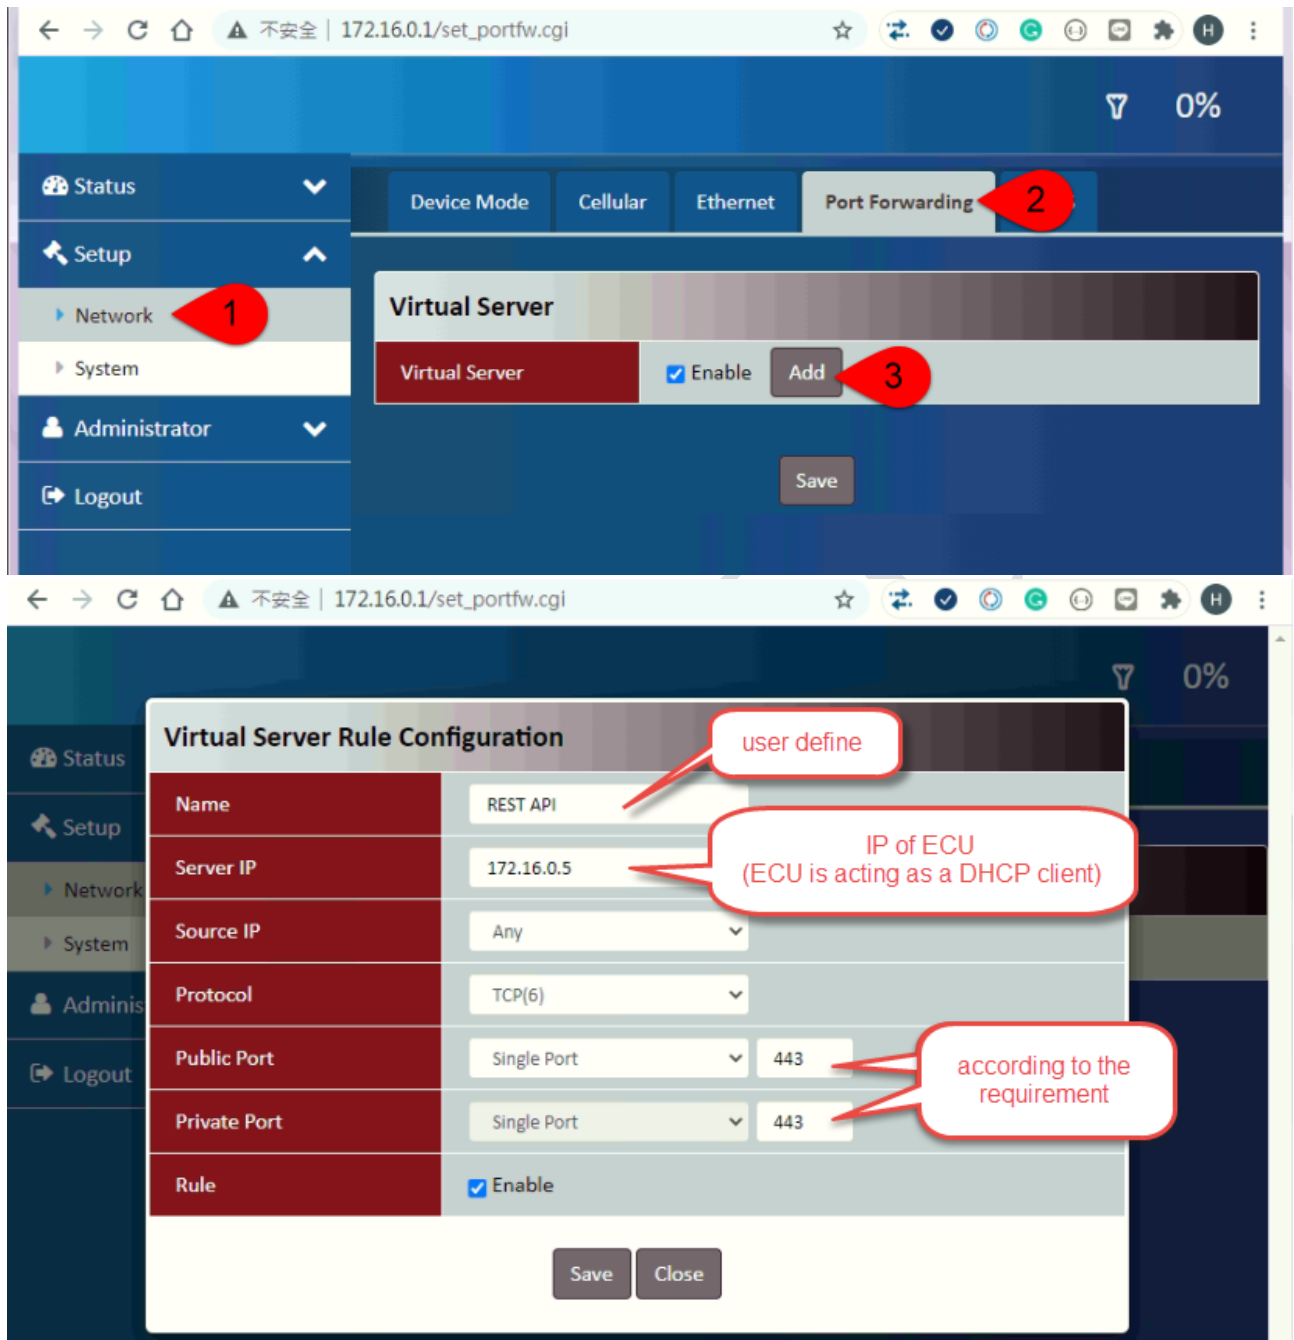 不安全 | 172.16.0.1/set_portfw.cgi
H
0%
Status
Device Mode
Cellular
Ethernet
Port Forwarding
2
Setup
Network
1
Virtual Server
System
Virtual Server
Enable
Add
3
Administrator
Save
Logout
不安全 | 172.16.0.1/set_portfw.cgi
H
0%
Virtual Server Rule Configuration
user define
Status
Name
REST API
Setup
IP of ECU
(ECU is acting as a DHCP client)
Server IP
172.16.0.5
Network
Source IP
Any
System
Protocol
TCP(6)
Adminis
Public Port
Single Port
443
according to the
requirement
Logout
Private Port
Single Port
443
Rule
Enable
Save
Close